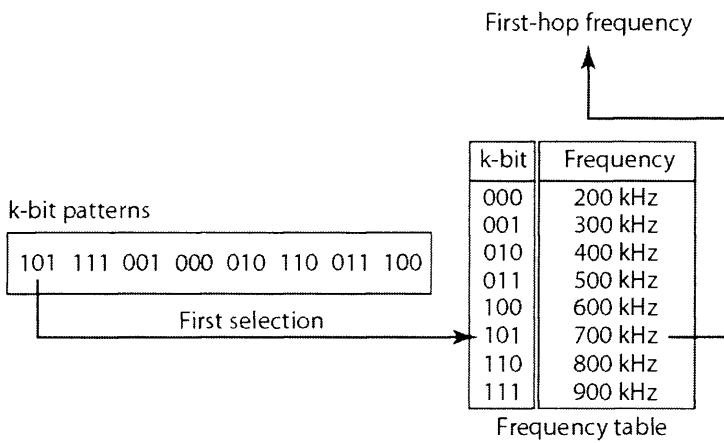 First-hop frequency
k-bit Frequency
000 200 kHz
001 300 kHz
010 400 kHz
011 500 kHz
100 600 kHz
101 700 kHz
110 800 kHz
111 900 kHz
Frequency table
k-bit patterns
101 111 001 000 010 110 011 100
First selection